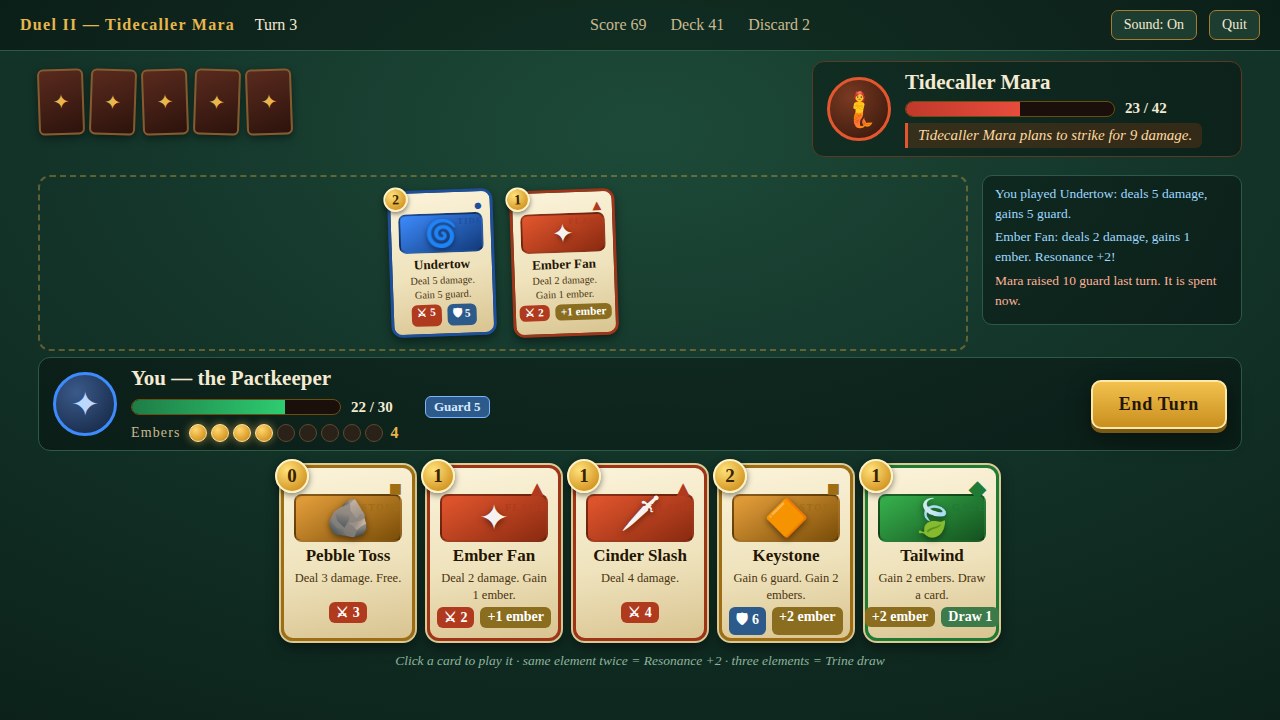 Duel II — Tidecaller Mara Turn 3
Score 69 Deck 41 Discard 2
Sound: On
Quit
Tidecaller Mara
23 / 42
Tidecaller Mara plans to strike for 9 damage.
2
Undertow
Deal 5 damage.
Gain 5 guard.
5 5
1
Ember Fan
Deal 2 damage.
Gain 1 ember.
2 +1 ember
You played Undertow: deals 5 damage,
gains 5 guard.
Ember Fan: deals 2 damage, gains 1
ember. Resonance +2!
Mara raised 10 guard last turn. It is spent
now.
You — the Pactkeeper
22 / 30
Guard 5
Embers 4
End Turn
0
Pebble Toss
Deal 3 damage. Free.
3
1
Ember Fan
Deal 2 damage. Gain
1 ember.
2 +1 ember
1
Cinder Slash
Deal 4 damage.
4
2
Keystone
Gain 6 guard. Gain 2
embers.
6 +2 ember
1
Tailwind
Gain 2 embers. Draw
a card.
+2 ember Draw 1
Click a card to play it · same element twice = Resonance +2 · three elements = Trine draw